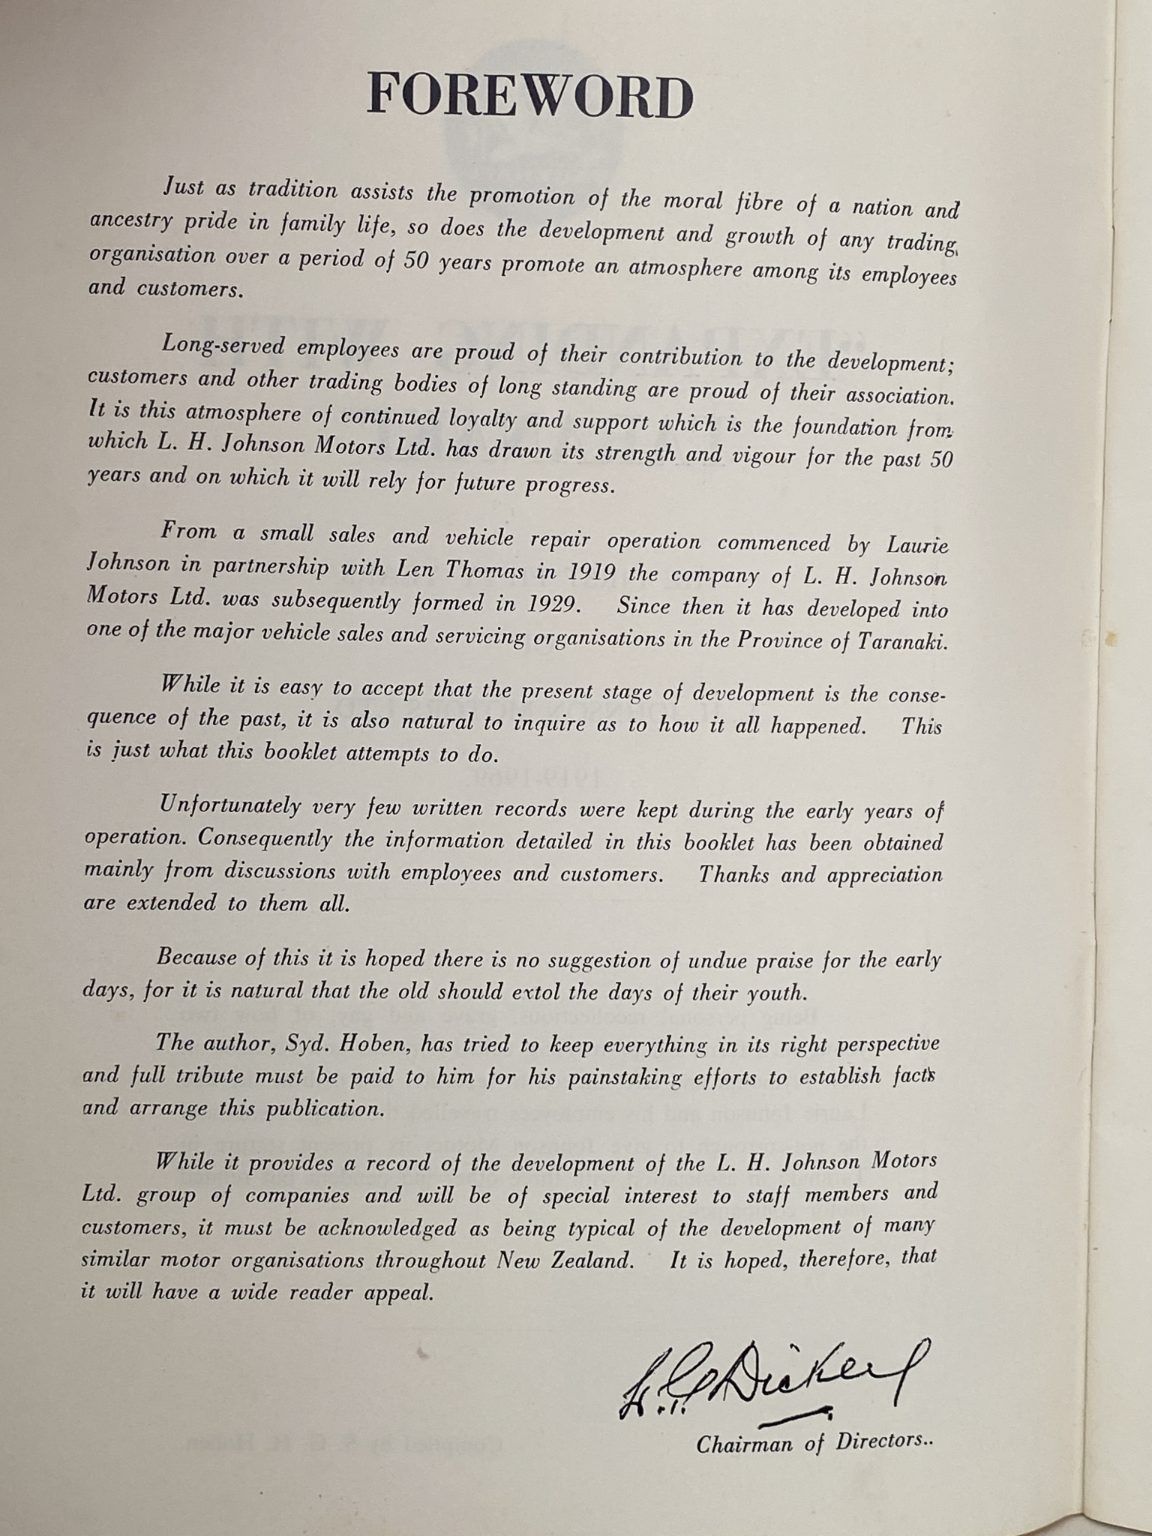 FOREWORD
Just as tradition assists the promotion of the moral fibre of a nation and
ancestry pride in family life, so does the development and growth of any trading
organisation over a period of 50 years promote an atmosphere among its employees
and customers.
Long-served employees are proud of their contribution to the development;
customers and other trading bodies of long standing are proud of their association.
It is this atmosphere of continued loyalty and support which is the foundation from
which L. H. Johnson Motors Ltd. has drawn its strength and vigour for the past 50
years and on which it will rely for future progress.
From a small sales and vehicle repair operation commenced by Laurie
Johnson in partnership with Len Thomas in 1919 the company of L. H. Johnson
Motors Ltd. was subsequently formed in 1929. Since then it has developed into
one of the major vehicle sales and servicing organisations in the Province of Taranaki.
While it is easy to accept that the present stage of development is the conse-
quence of the past, it is also natural to inquire as to how it all happened. This
is just what this booklet attempts to do.
Unfortunately very few written records were kept during the early years of
operation. Consequently the information detailed in this booklet has been obtained
mainly from discussions with employees and customers. Thanks and appreciation
are extended to them all.
Because of this it is hoped there is no suggestion of undue praise for the early
days, for it is natural that the old should extol the days of their youth.
The author, Syd. Hoben, has tried to keep everything in its right perspective
and full tribute must be paid to him for his painstaking efforts to establish facts
and arrange this publication.
While it provides a record of the development of the L. H. Johnson Motors
Ltd. group of companies and will be of special interest to staff members and
customers, it must be acknowledged as being typical of the development of many
similar motor organisations throughout New Zealand. It is hoped, therefore, that
it will have a wide reader appeal.
Chairman of Directors..